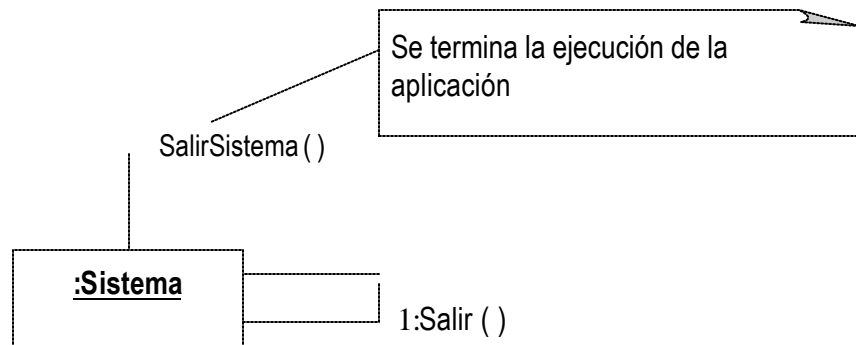 Se termina la ejecución de la
aplicación
SalirSistema ( )
:Sistema
1:Salir ( )